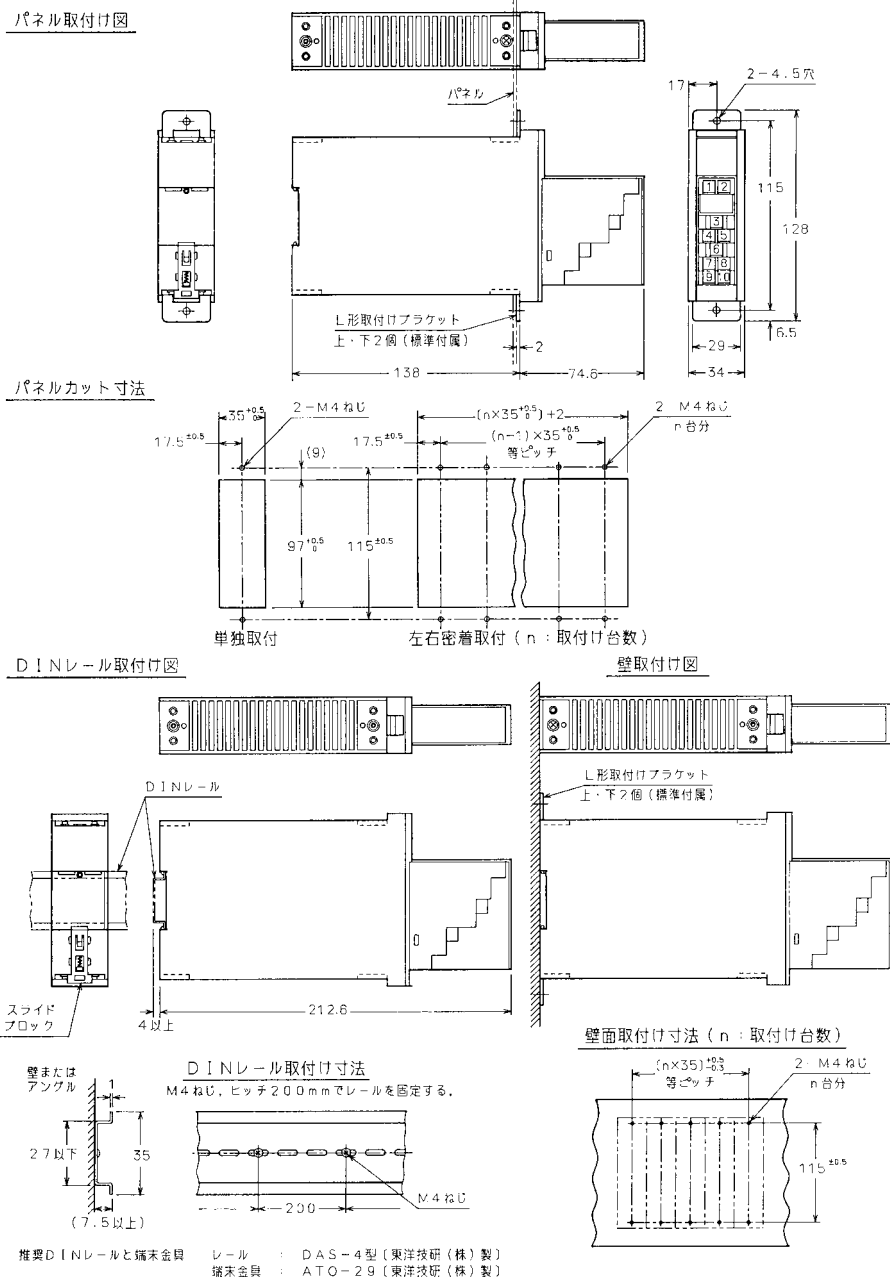 パネル取付け図
パネル
17
2-4.5穴
1 2
3
4 5
6
7 8
9 10
115
128
6.5
29
34
L形取付けブラケット
上・下2個(標準付属)
2
138
74.6
パネルカット寸法
35+0.5 0
2-M4ねじ
17.5±0.5
(9)
97+0.5 0
115±0.5
(n×35+0.5 0)+2
17.5±0.5
(n-1)×35+0.5 0
等ピッチ
2 M4ねじ
n台分
単独取付
左右密着取付(n:取付け台数)
DINレール取付け図
壁取付け図
DINレール
L形取付けブラケット
上・下2個(標準付属)
スライド
ブロック
4以上
212.6
壁面取付け寸法(n:取付け台数)
(n×35)+0.5 -0.3
等ピッチ
2 M4ねじ
n台分
115±0.5
DINレール取付け寸法
M4ねじ,ピッチ200mmでレールを固定する.
壁または
アングル
1
27以下
35
(7.5以上)
200
M4ねじ
推奨DINレールと端末金具 レール : DAS-4型〔東洋技研(株)製〕
端末金具 : ATO-29〔東洋技研(株)製〕